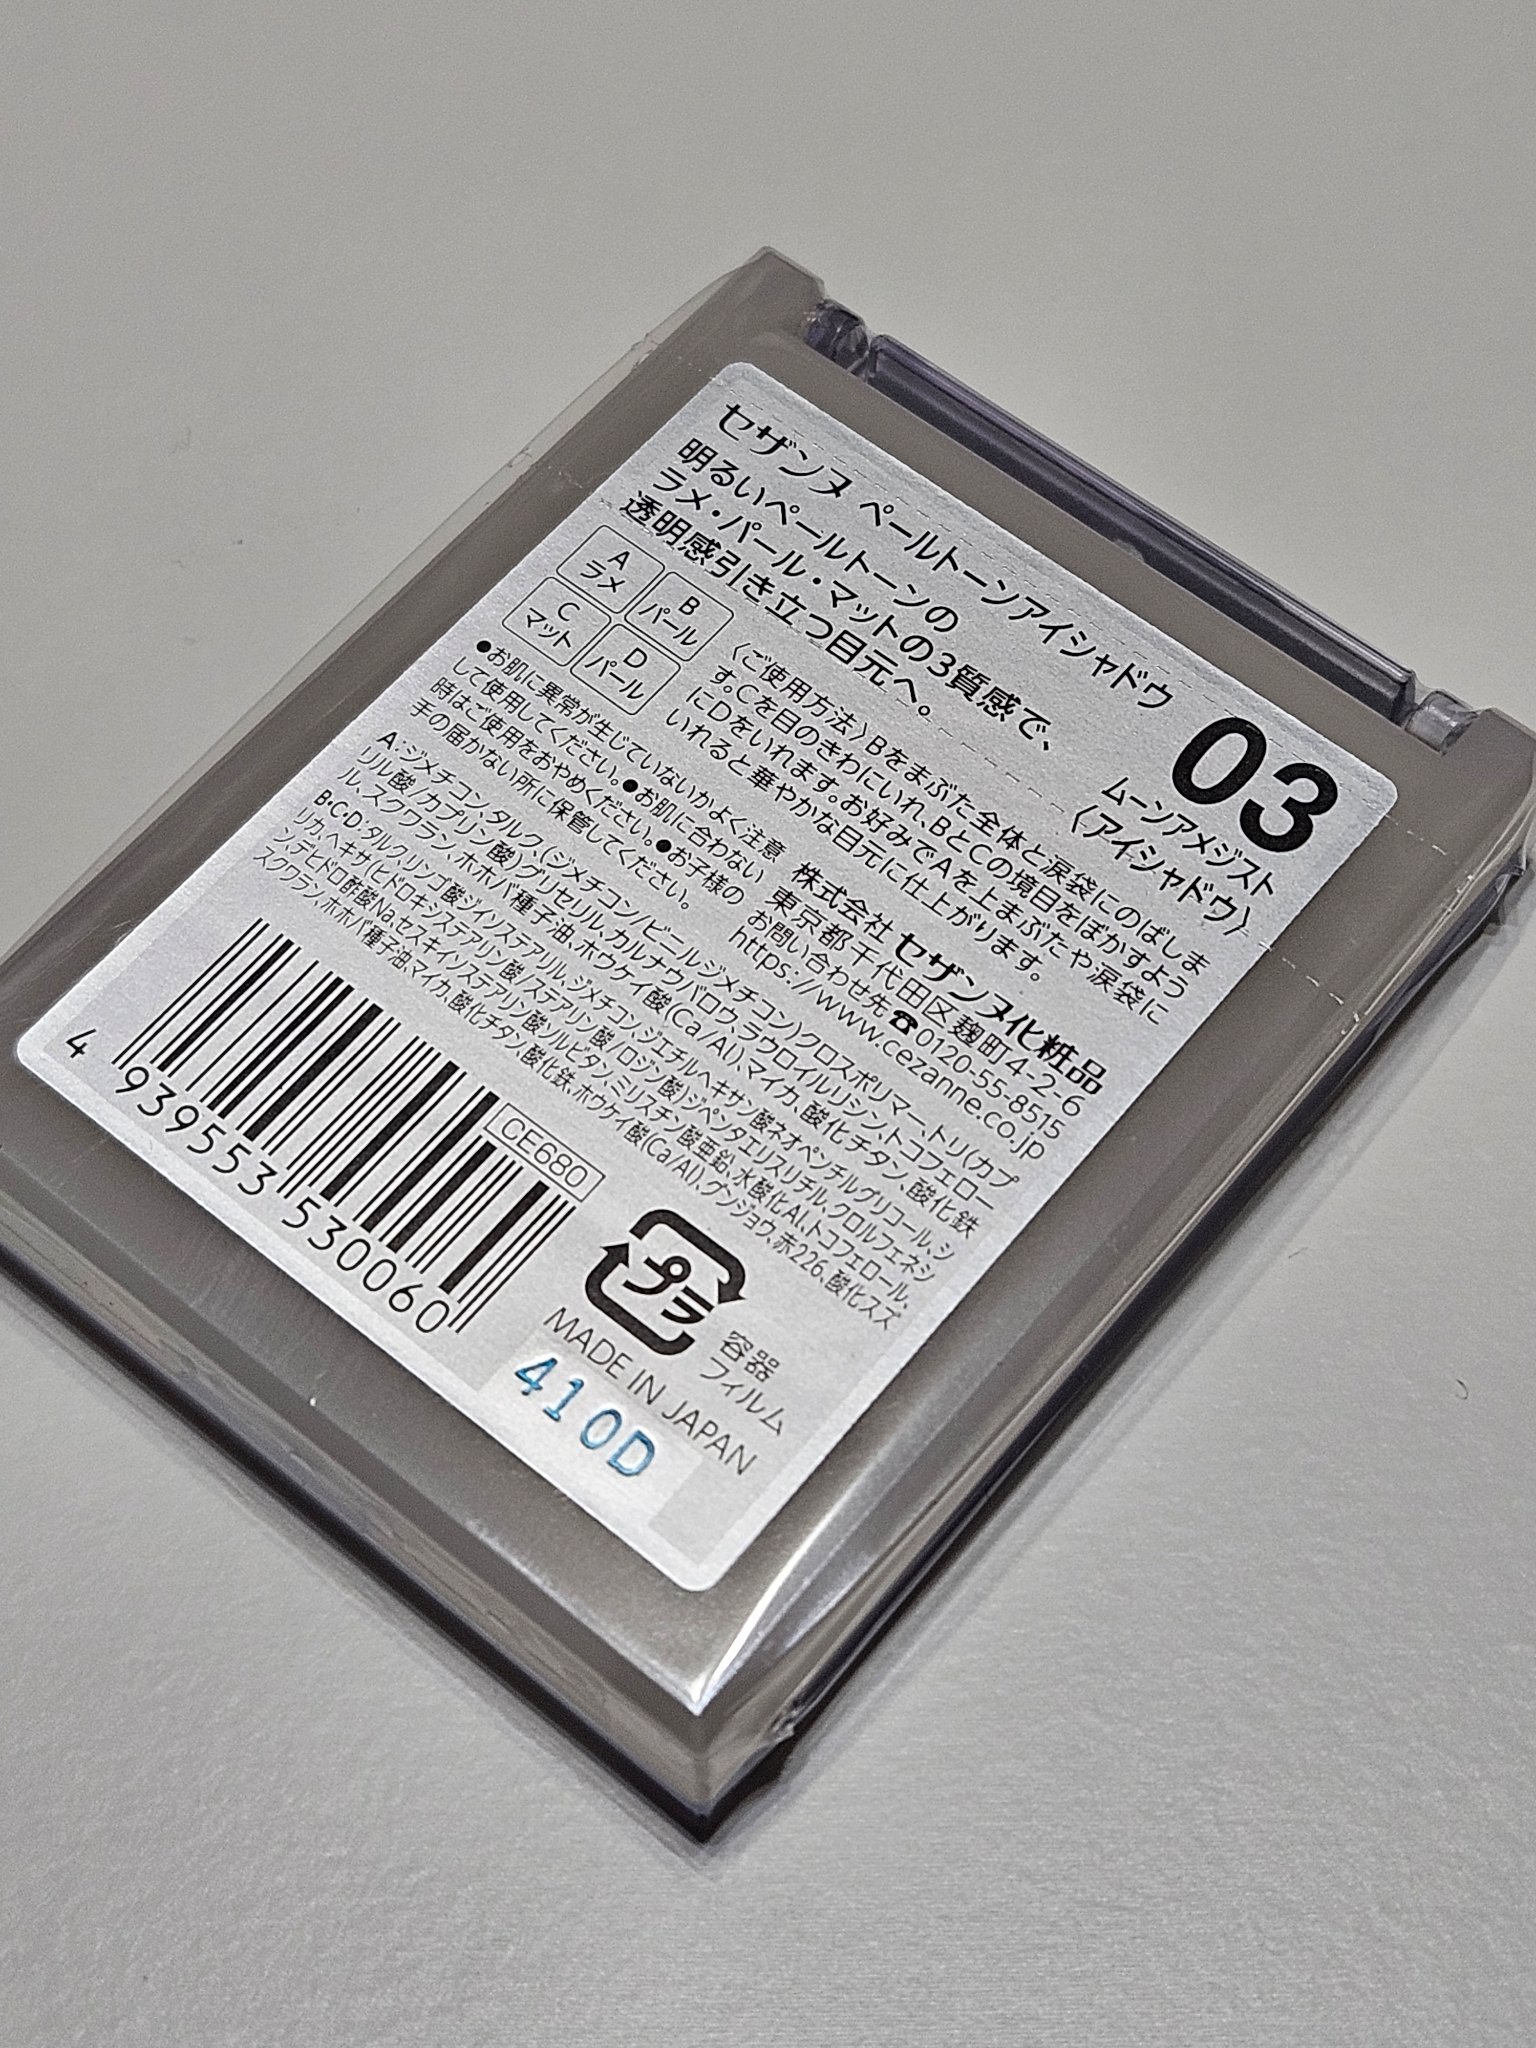 セザンヌ ペールトーンアイシャドウ
明るいペールトーンの
ラメ・パール・マットの3質感で、
透明感引き立つ目元へ。
03
ムーンアメジスト
〈アイシャドウ〉
A
ラメ
B
パール
C
マット
D
パール
〈ご使用方法〉Bをまぶた全体と涙袋にのばしま
す。Cを目のきわにいれ、BとCの境目をぼかすよう
にDをいれます。お好みでAを上まぶたや涙袋に
いれると華やかな目元に仕上がります。
●お肌に異常が生じていないかよく注意
して使用してください。●お肌に合わない
時はご使用をおやめください。●お子様の
手の届かない所に保管してください。
株式会社 セザンヌ化粧品
東京都千代田区麹町4-2-6
お問い合わせ先☎0120-55-8515
https://www.cezanne.co.jp
A:ジメチコン、タルク、(ジメチコン/ビニルジメチコン)クロスポリマー、トリ(カプ
リル酸/カプリン酸)グリセリル、カルナウバロウ、ラウロイルリシン、トコフェロー
ル、スクワラン、ホホバ種子油、ホウケイ酸(Ca/Al)、マイカ、酸化チタン、酸化鉄
B・C・D:タルク、リンゴ酸ジイソステアリル、ジメチコン、ジエチルヘキサン酸ネオペンチルグリコール、シ
リカ、ヘキサ(ヒドロキシステアリン酸/ステアリン酸/ロジン酸)ジペンタエリスリチル、クロルフェネシ
ン、デヒドロ酢酸Na、セスキイソステアリン酸ソルビタン、ミリスチン酸亜鉛、水酸化Al、トコフェロール、
スクワラン、ホホバ種子油、マイカ、酸化チタン、酸化鉄、ホウケイ酸(Ca/Al)、グンジョウ、赤226、酸化スズ
CE680
4 939553 530060
プラ
容器
フィルム
MADE IN JAPAN
410D